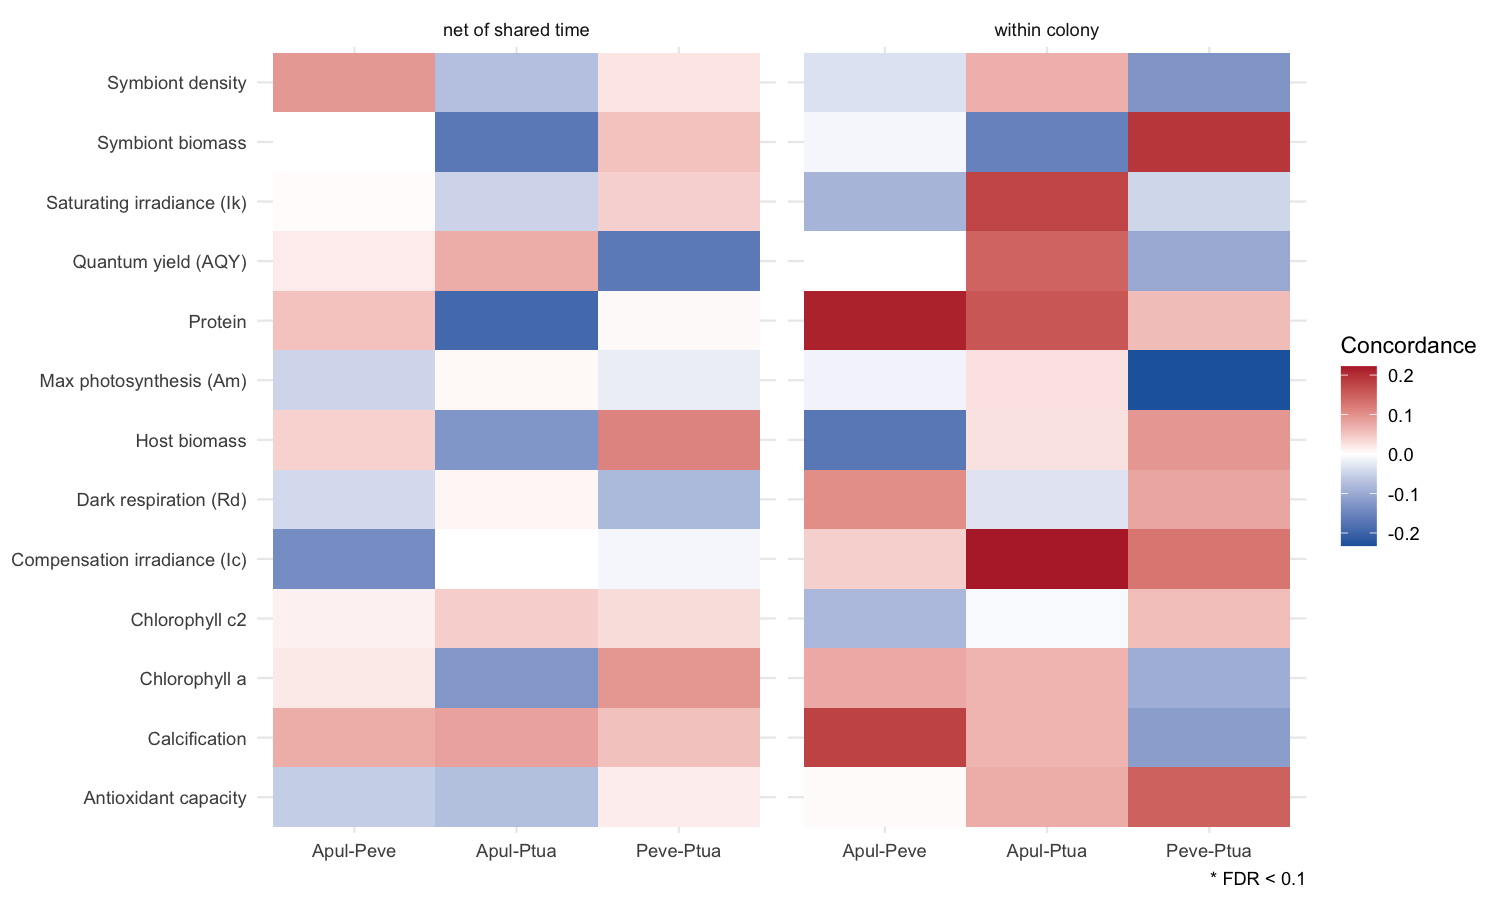 net of shared time
within colony
Symbiont density
Symbiont biomass
Saturating irradiance (Ik)
Quantum yield (AQY)
Protein
Max photosynthesis (Am)
Host biomass
Dark respiration (Rd)
Compensation irradiance (Ic)
Chlorophyll c2
Chlorophyll a
Calcification
Antioxidant capacity
Apul-Peve
Apul-Ptua
Peve-Ptua
Apul-Peve
Apul-Ptua
Peve-Ptua
* FDR < 0.1
Concordance
0.2
0.1
0.0
-0.1
-0.2